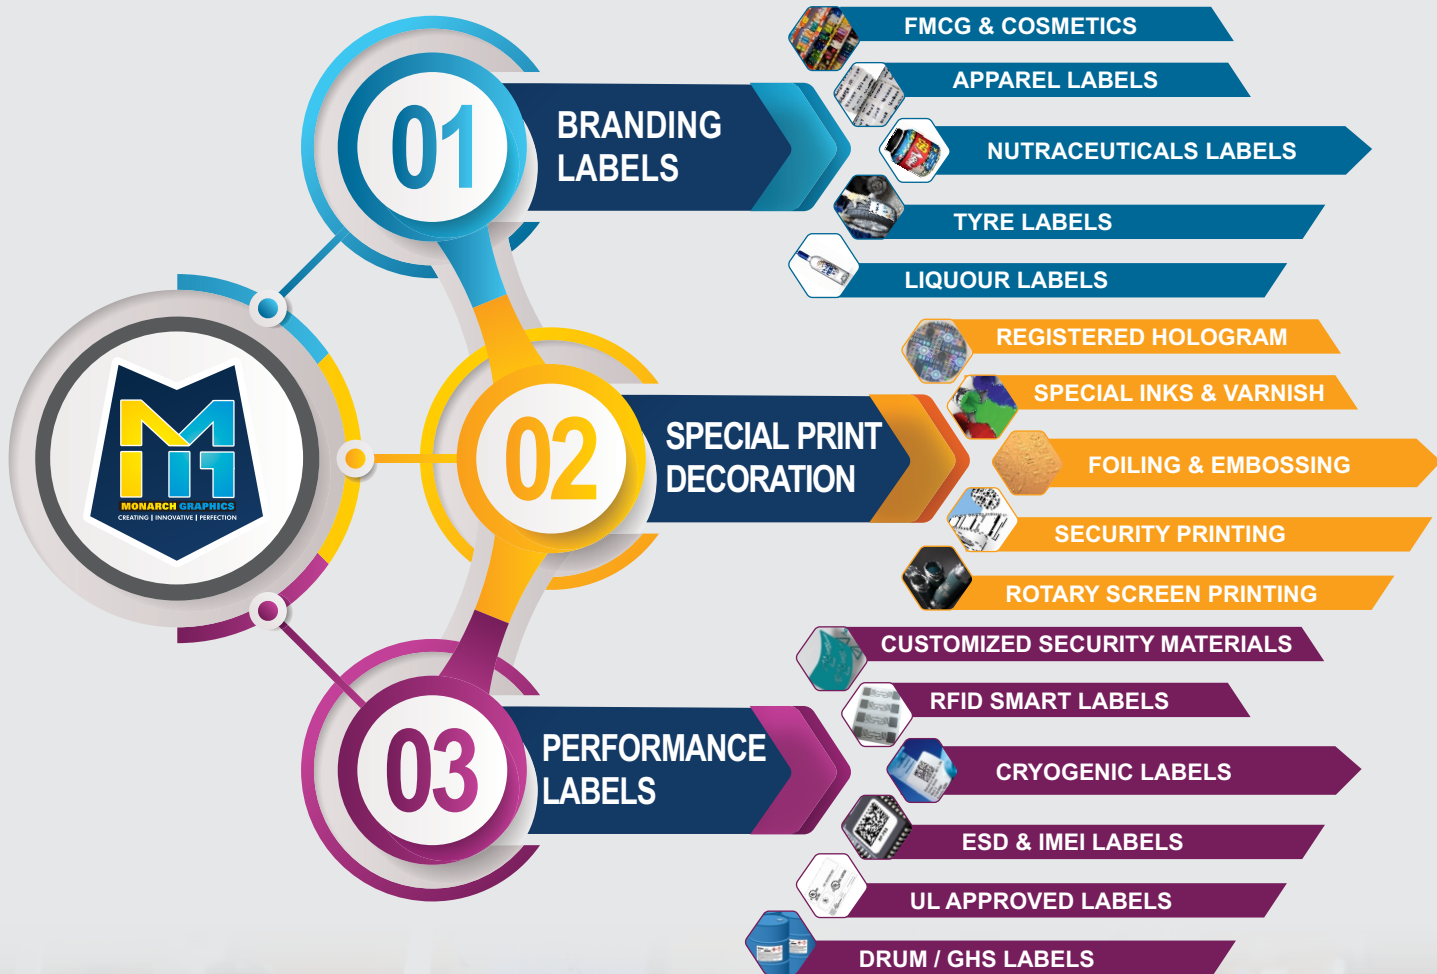 01
BRANDING
LABELS
FMCG & COSMETICS
APPAREL LABELS
NUTRACEUTICALS LABELS
TYRE LABELS
LIQUOUR LABELS
MONARCH GRAPHICS
CREATING | INNOVATIVE | PERFECTION
02
SPECIAL PRINT
DECORATION
REGISTERED HOLOGRAM
SPECIAL INKS & VARNISH
FOILING & EMBOSSING
SECURITY PRINTING
ROTARY SCREEN PRINTING
03
PERFORMANCE
LABELS
CUSTOMIZED SECURITY MATERIALS
RFID SMART LABELS
CRYOGENIC LABELS
ESD & IMEI LABELS
UL APPROVED LABELS
DRUM / GHS LABELS